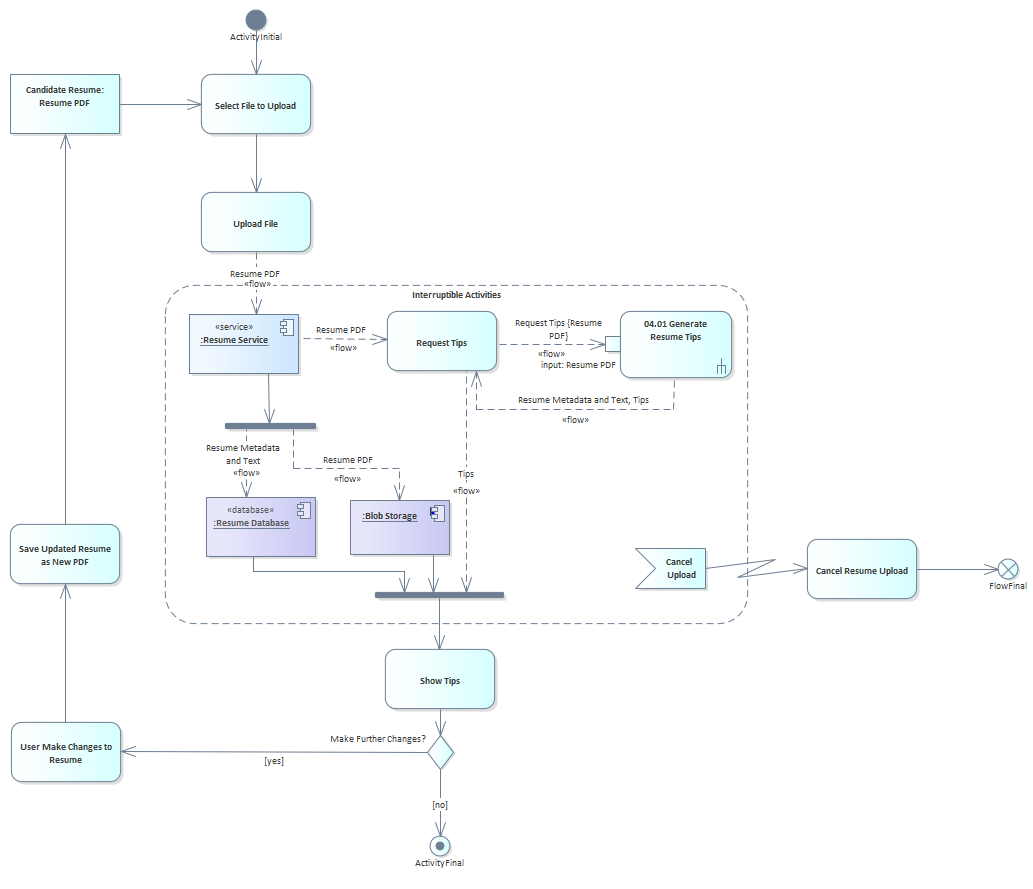 ActivityInitial
Candidate Resume:
Resume PDF
Select File to Upload
Upload File
Resume PDF
«flow»
Interruptible Activities
«service»
:Resume Service
Resume PDF
«flow»
Request Tips
Request Tips {Resume
PDF}
«flow»
input: Resume PDF
04.01 Generate
Resume Tips
Resume Metadata and Text, Tips
«flow»
Resume Metadata
and Text
«flow»
Resume PDF
«flow»
Tips
«flow»
«database»
:Resume Database
:Blob Storage
Save Updated Resume
as New PDF
Cancel
Upload
Cancel Resume Upload
FlowFinal
Show Tips
Make Further Changes?
User Make Changes to
Resume
[yes]
[no]
ActivityFinal